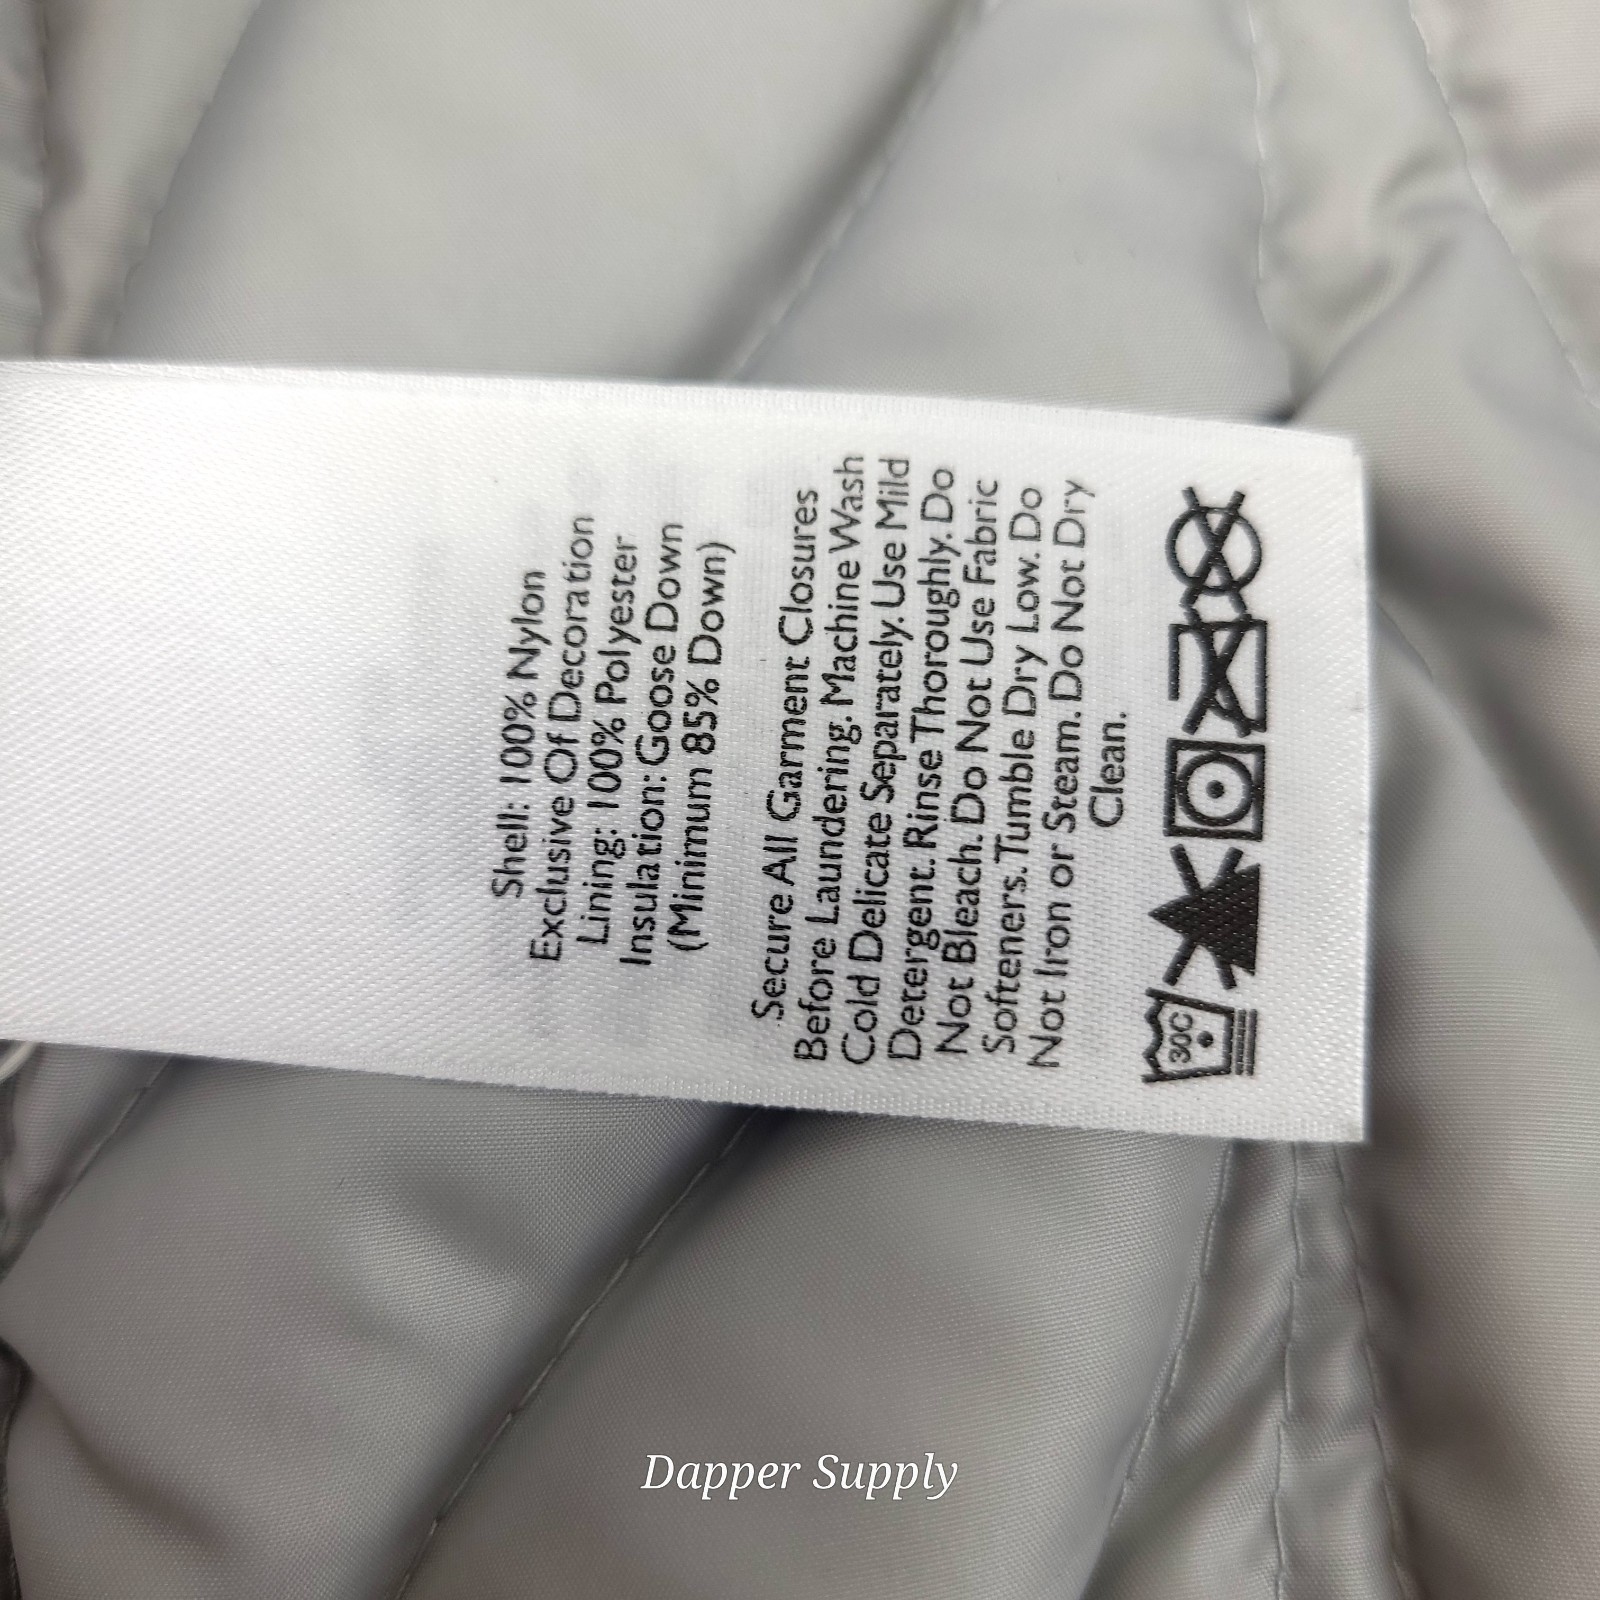 Shell: 100% Nylon
Exclusive Of Decoration
Lining: 100% Polyester
Insulation: Goose Down
(Minimum 85% Down)
Secure All Garment Closures
Before Laundering. Machine Wash
Cold Delicate Separately. Use Mild
Detergent. Rinse Thoroughly. Do
Not Bleach. Do Not Use Fabric
Softeners. Tumble Dry Low. Do
Not Iron or Steam. Do Not Dry
Clean.
30C
Dapper Supply